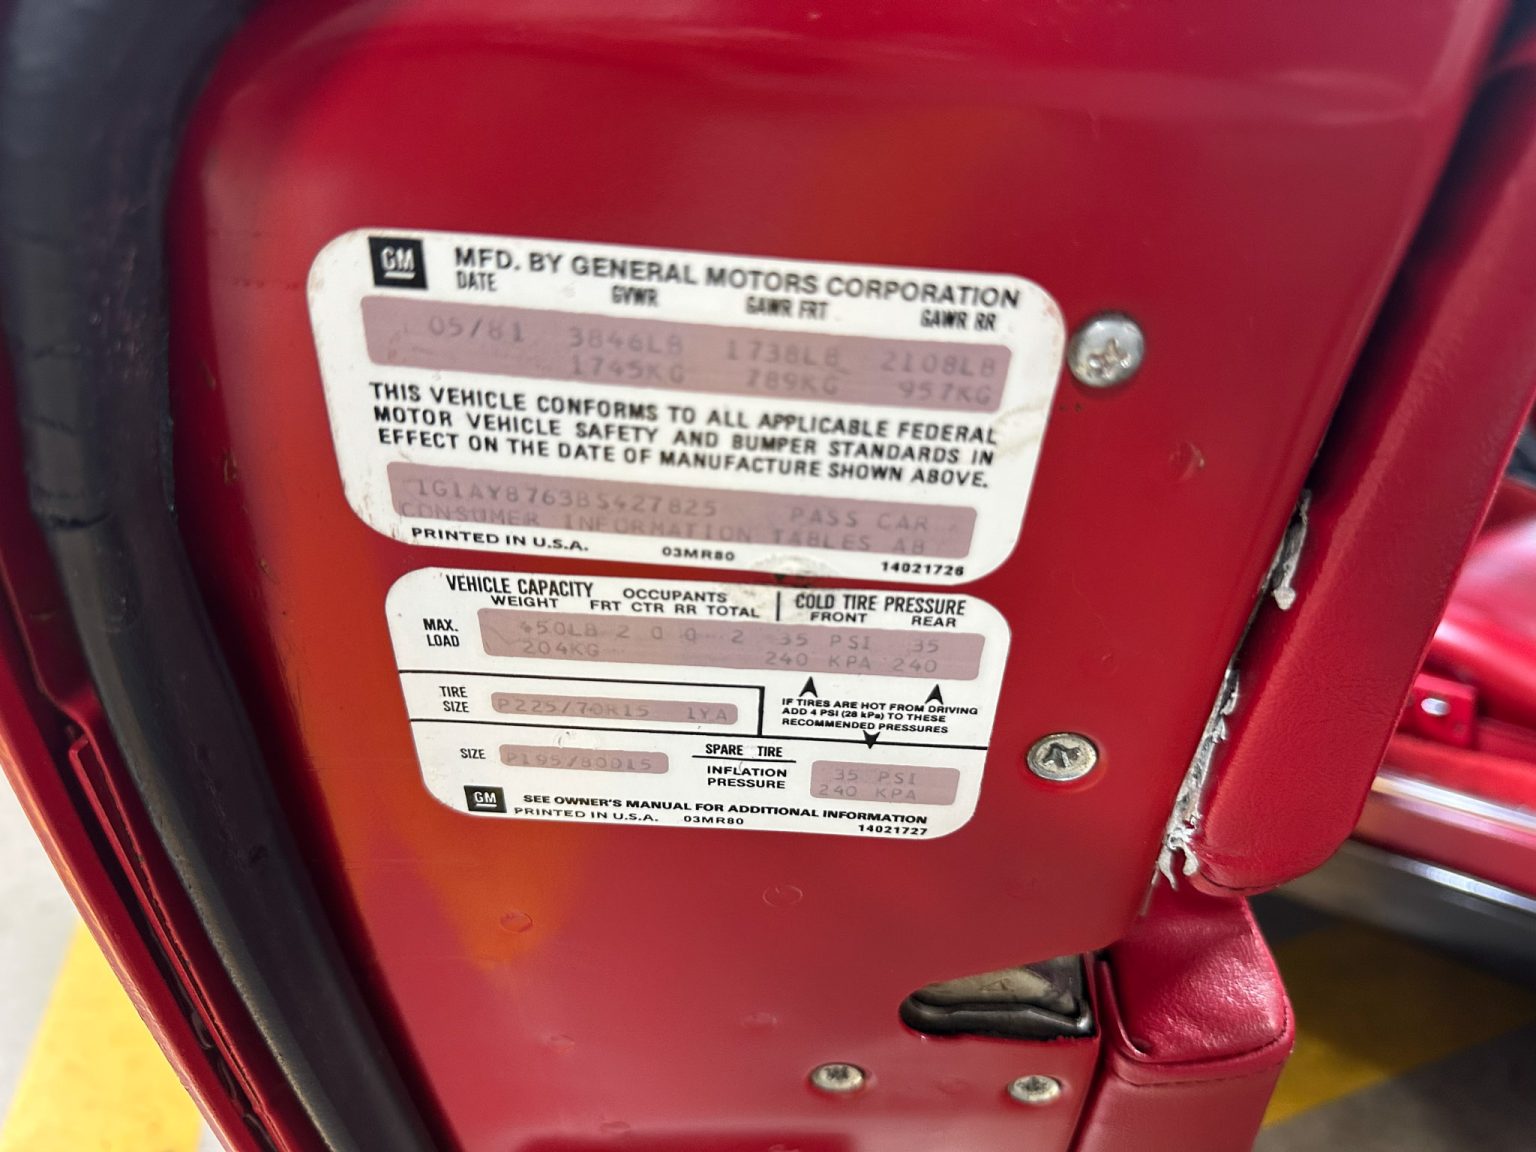 GM MFD. BY GENERAL MOTORS CORPORATION
DATE GVWR GAWR FRT GAWR RR
05/81 3846LB 1738LB 2108LB
1745KG 789KG 957KG
THIS VEHICLE CONFORMS TO ALL APPLICABLE FEDERAL
MOTOR VEHICLE SAFETY AND BUMPER STANDARDS IN
EFFECT ON THE DATE OF MANUFACTURE SHOWN ABOVE.
1G1AY8763BS427825 PASS CAR
CONSUMER INFORMATION TABLES AB
PRINTED IN U.S.A. 03MR80 14021726
VEHICLE CAPACITY OCCUPANTS COLD TIRE PRESSURE
WEIGHT FRT CTR RR TOTAL FRONT REAR
MAX. LOAD
450LB 2 0 0 2 35 PSI 35
204KG 240 KPA 240
TIRE SIZE P225/70R15 1YA
IF TIRES ARE HOT FROM DRIVING
ADD 4 PSI (28 kPa) TO THESE
RECOMMENDED PRESSURES
SIZE P195/80D15
SPARE TIRE
INFLATION PRESSURE
35 PSI
240 KPA
GM SEE OWNER'S MANUAL FOR ADDITIONAL INFORMATION
PRINTED IN U.S.A. 03MR80 14021727